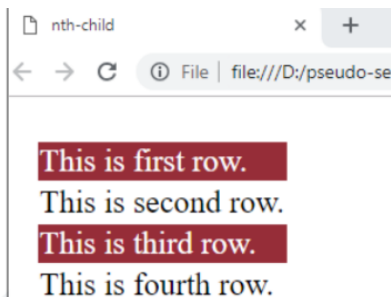 nth-child
File file:///D:/pseudo-se
This is first row.
This is second row.
This is third row.
This is fourth row.